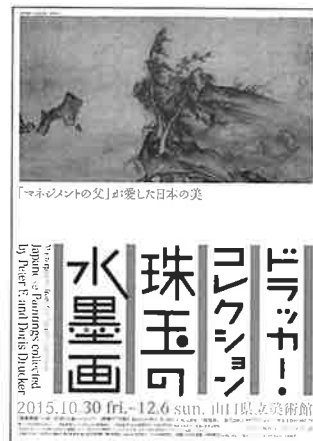 「マネジメントの父」が愛した日本の美
ドラッカー・
コレクション
珠玉の
水墨画
Japanese Paintings collected
by Peter F. and Doris Drucker
2015.10.30 fri.-12.6 sun. 山口県立美術館